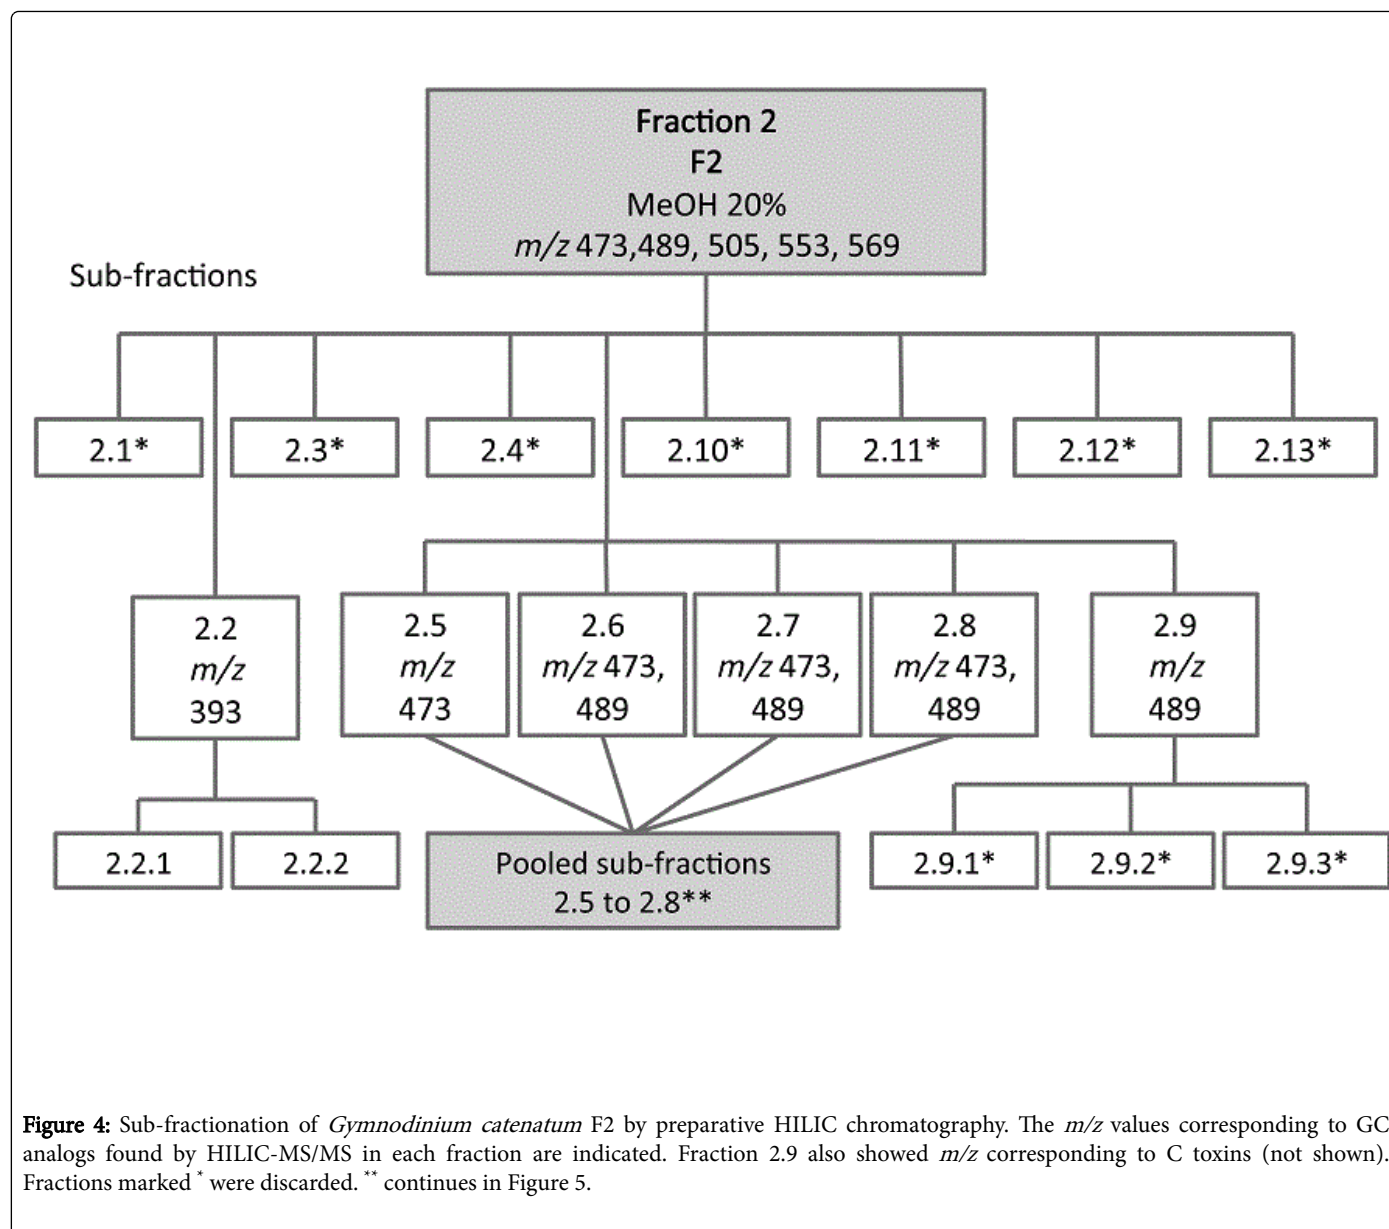 Fraction 2
F2
MeOH 20%
m/z 473,489, 505, 553, 569
Sub-fractions
2.1*
2.3*
2.4*
2.10*
2.11*
2.12*
2.13*
2.2
m/z
393
2.5
m/z
473
2.6
m/z 473,
489
2.7
m/z 473,
489
2.8
m/z 473,
489
2.9
m/z
489
2.2.1
2.2.2
Pooled sub-fractions
2.5 to 2.8**
2.9.1*
2.9.2*
2.9.3*
Figure 4: Sub-fractionation of Gymnodinium catenatum F2 by preparative HILIC chromatography. The m/z values corresponding to GC
analogs found by HILIC-MS/MS in each fraction are indicated. Fraction 2.9 also showed m/z corresponding to C toxins (not shown).
Fractions marked * were discarded. ** continues in Figure 5.